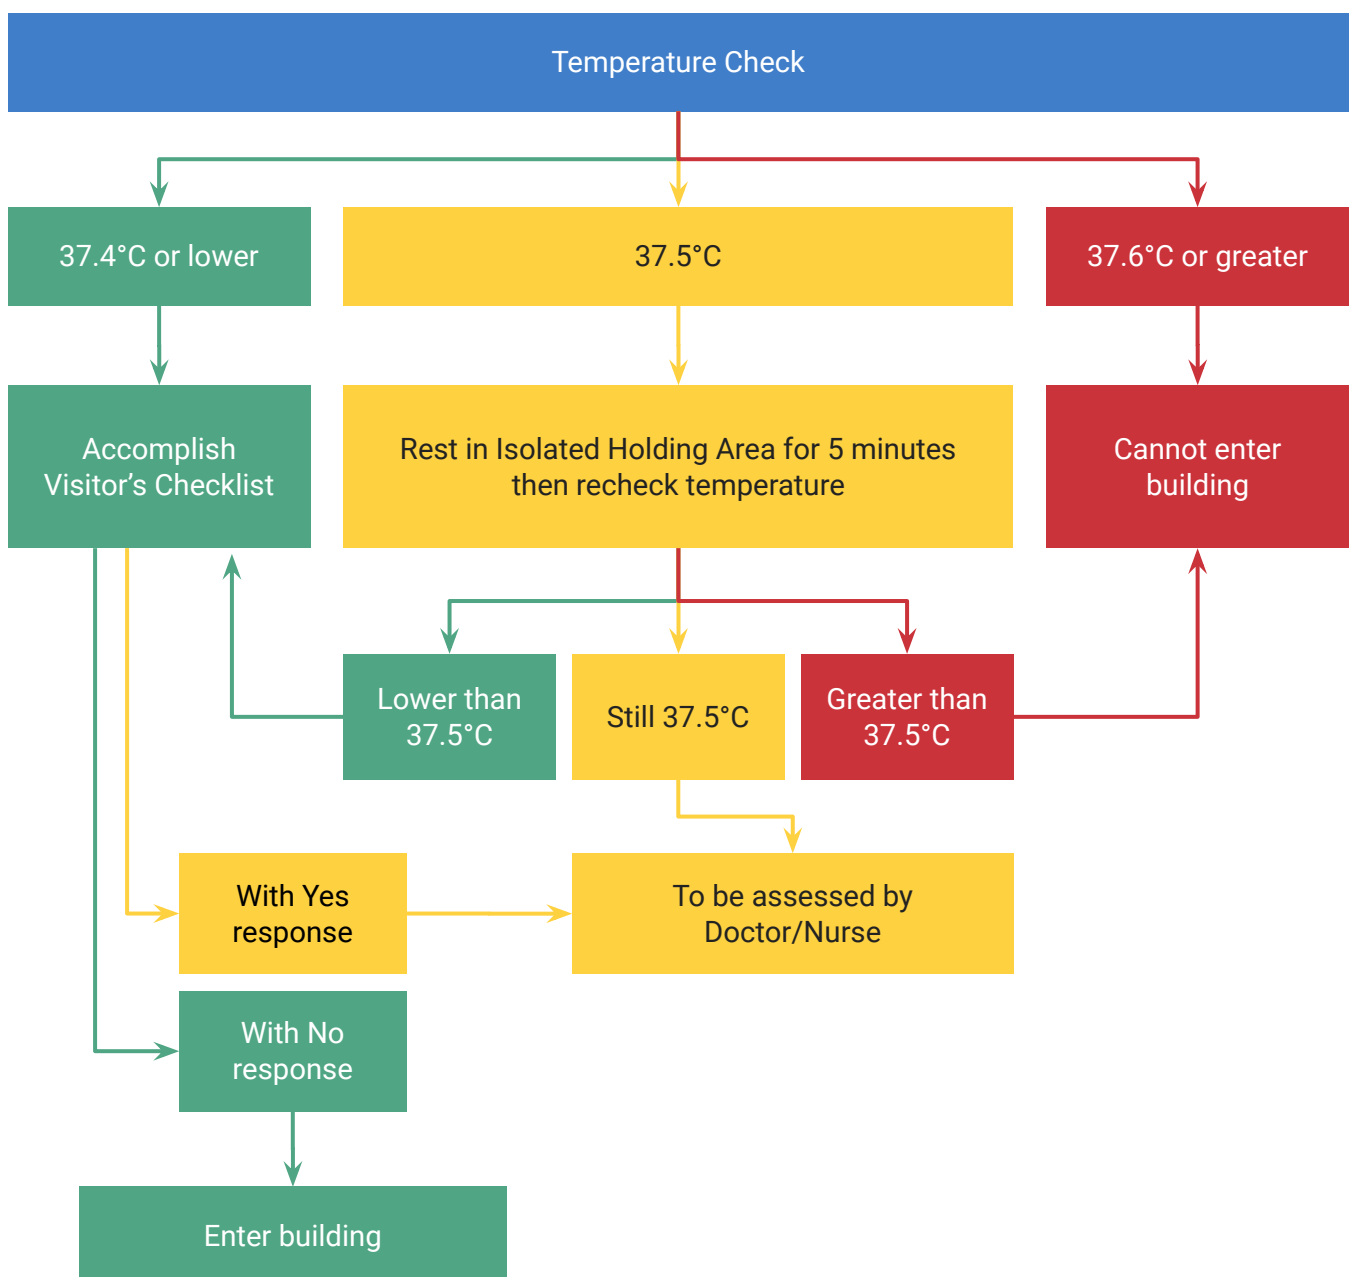 Temperature Check
37.4°C or lower
37.5°C
37.6°C or greater
Accomplish
Visitor’s Checklist
Rest in Isolated Holding Area for 5 minutes
then recheck temperature
Cannot enter
building
Lower than
37.5°C
Still 37.5°C
Greater than
37.5°C
With Yes
response
To be assessed by
Doctor/Nurse
With No
response
Enter building